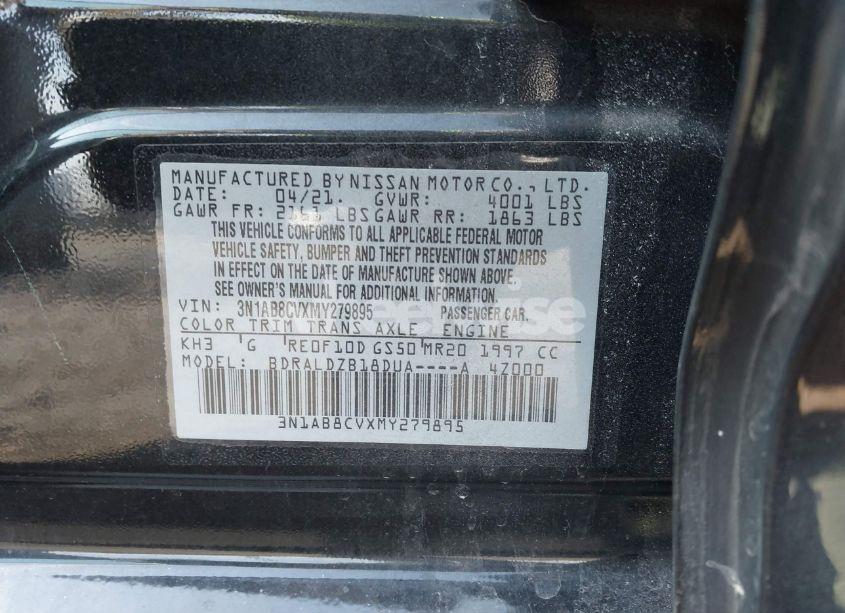 MANUFACTURED BY NISSAN MOTOR CO., LTD.
DATE: 04/21. GVWR: 4001 LBS
GAWR FR: 2161 LBS GAWR RR: 1863 LBS
THIS VEHICLE CONFORMS TO ALL APPLICABLE FEDERAL MOTOR
VEHICLE SAFETY, BUMPER AND THEFT PREVENTION STANDARDS
IN EFFECT ON THE DATE OF MANUFACTURE SHOWN ABOVE.
SEE OWNER'S MANUAL FOR ADDITIONAL INFORMATION.
VIN: 3N1AB8CVXMY279895 PASSENGER CAR.
COLOR TRIM TRANS AXLE ENGINE
KH3 G RE0F10D GS50 MR20 1997 CC
MODEL: BDRALDZB18DUA----A 4Z000
3N1AB8CVXMY279895